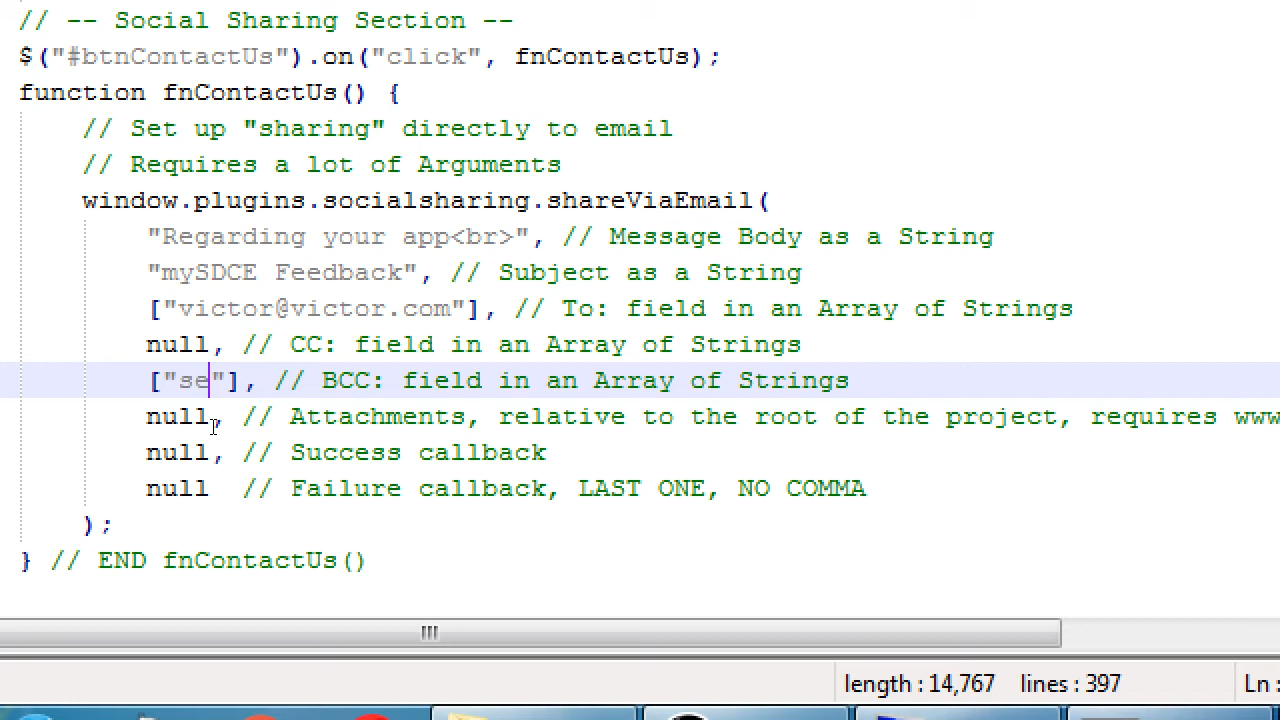 // -- Social Sharing Section --
$("#btnContactUs").on("click", fnContactUs);
function fnContactUs() {
    // Set up "sharing" directly to email
    // Requires a lot of Arguments
    window.plugins.socialsharing.shareViaEmail(
        "Regarding your app<br>", // Message Body as a String
        "mySDCE Feedback", // Subject as a String
        ["victor@victor.com"], // To: field in an Array of Strings
        null, // CC: field in an Array of Strings
        ["se"], // BCC: field in an Array of Strings
        null, // Attachments, relative to the root of the project, requires www
        null, // Success callback
        null  // Failure callback, LAST ONE, NO COMMA
    );
} // END fnContactUs()
length : 14,767 lines : 397 Ln :